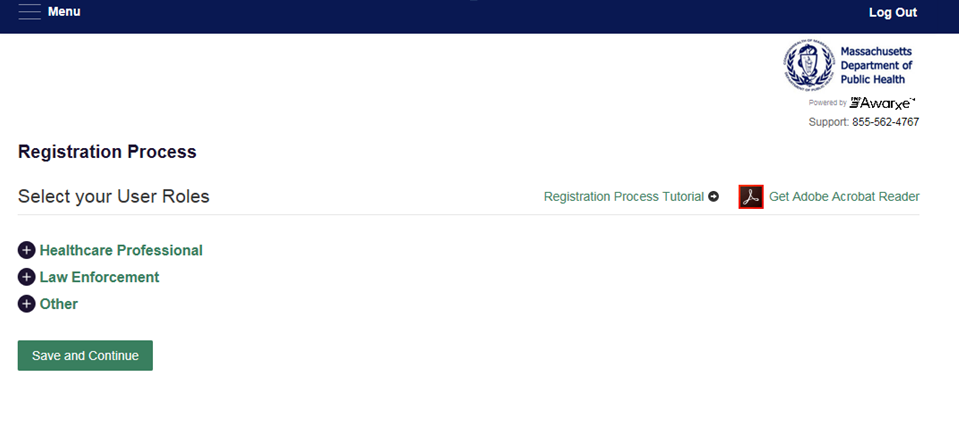 Menu
Log Out
Massachusetts
Department of
Public Health
Powered by Awarxe™
Support: 855-562-4767
Registration Process
Select your User Roles
Registration Process Tutorial
Get Adobe Acrobat Reader
Healthcare Professional
Law Enforcement
Other
Save and Continue